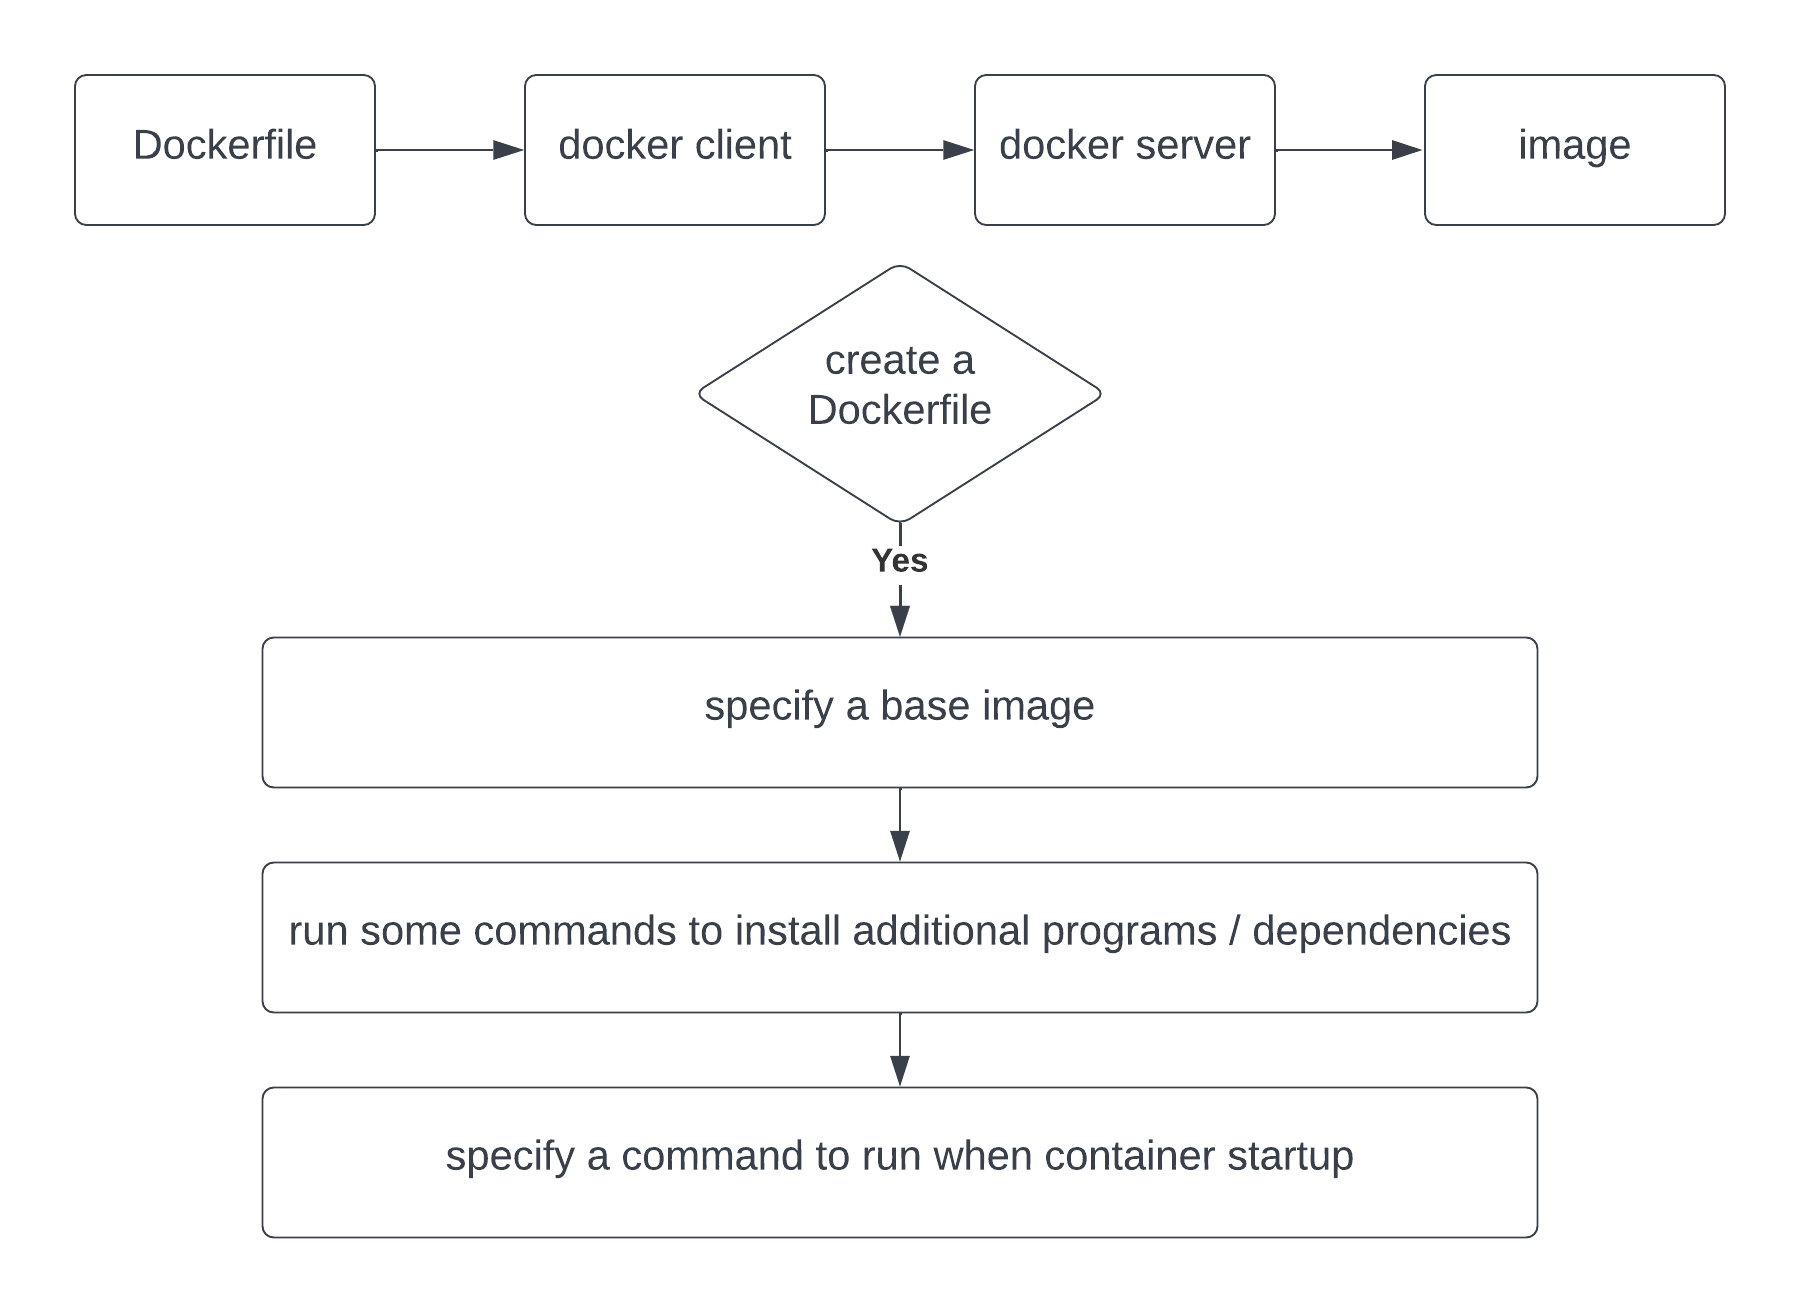 Dockerfile
docker client
docker server
image
create a
Dockerfile
Yes
specify a base image
run some commands to install additional programs / dependencies
specify a command to run when container startup